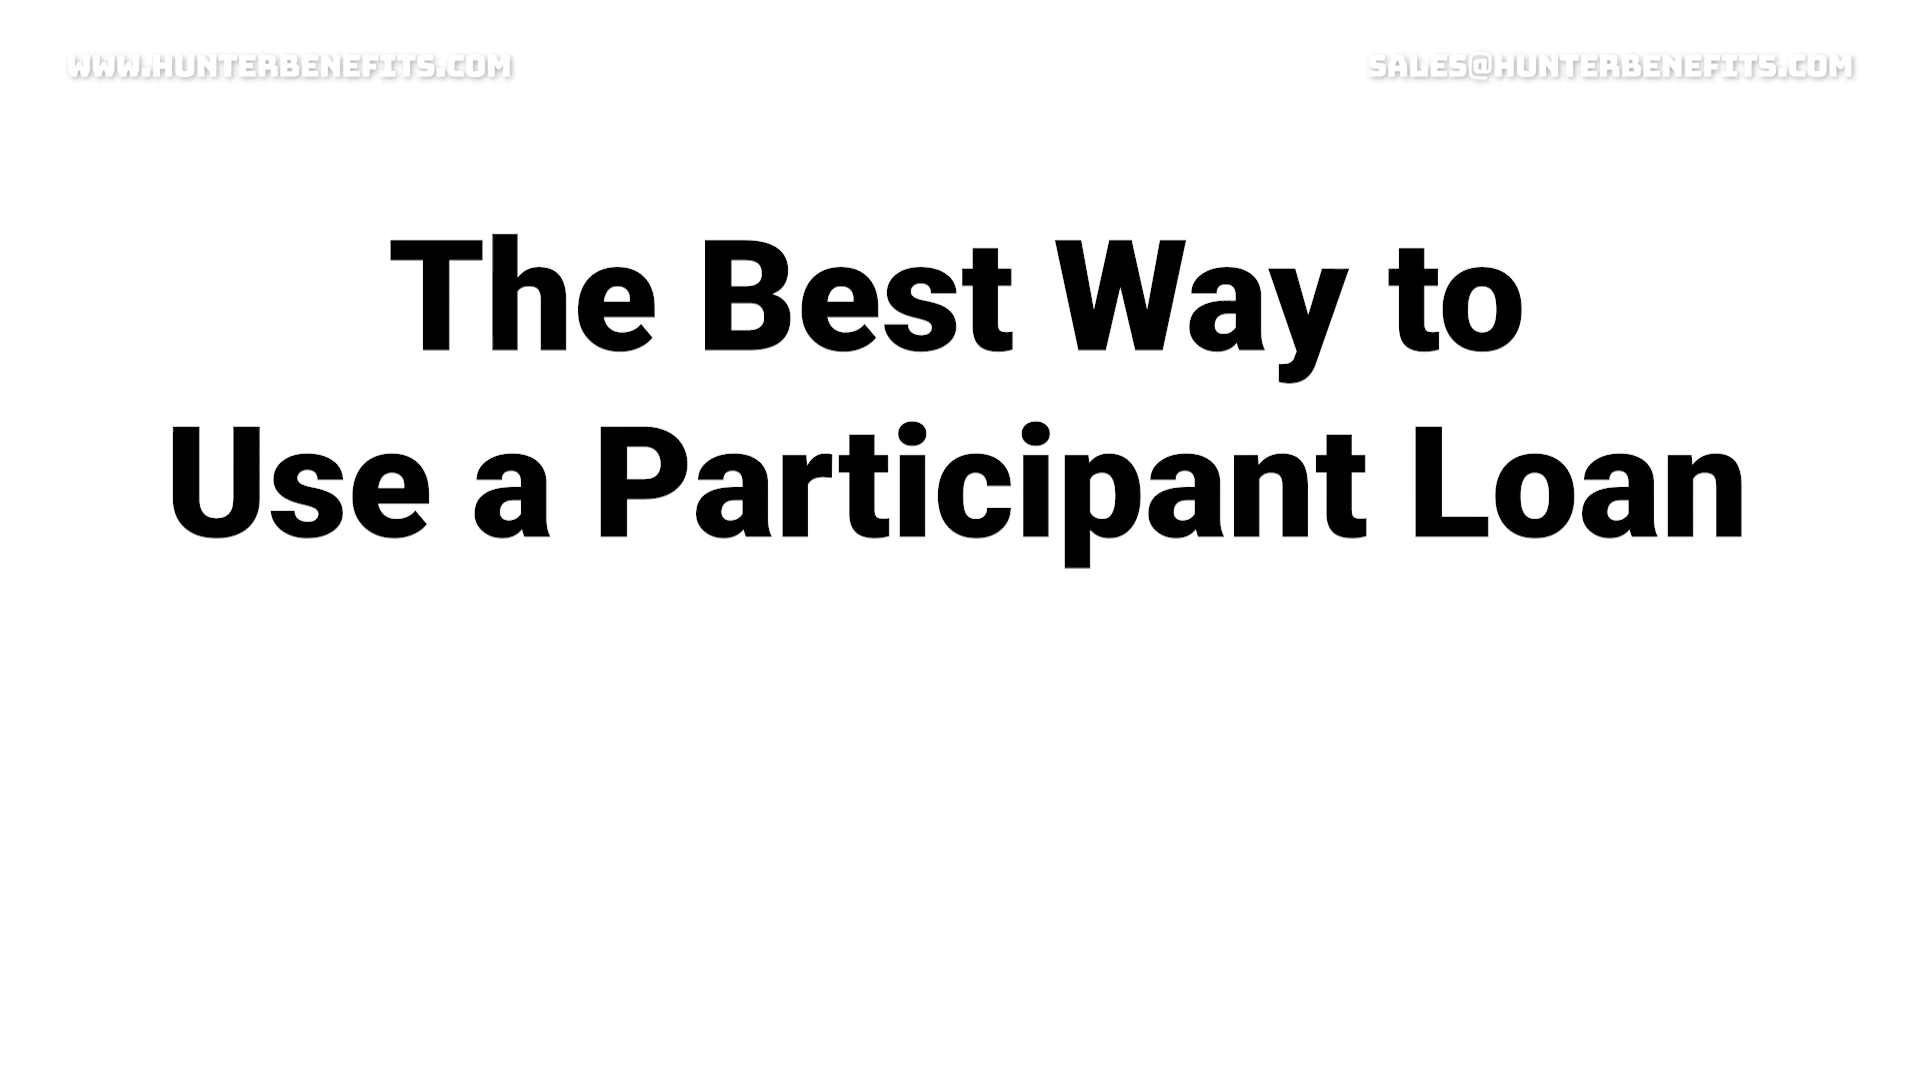 WWW.HUNTERBENEFITS.COM
SALES@HUNTERBENEFITS.COM
The Best Way to
Use a Participant Loan